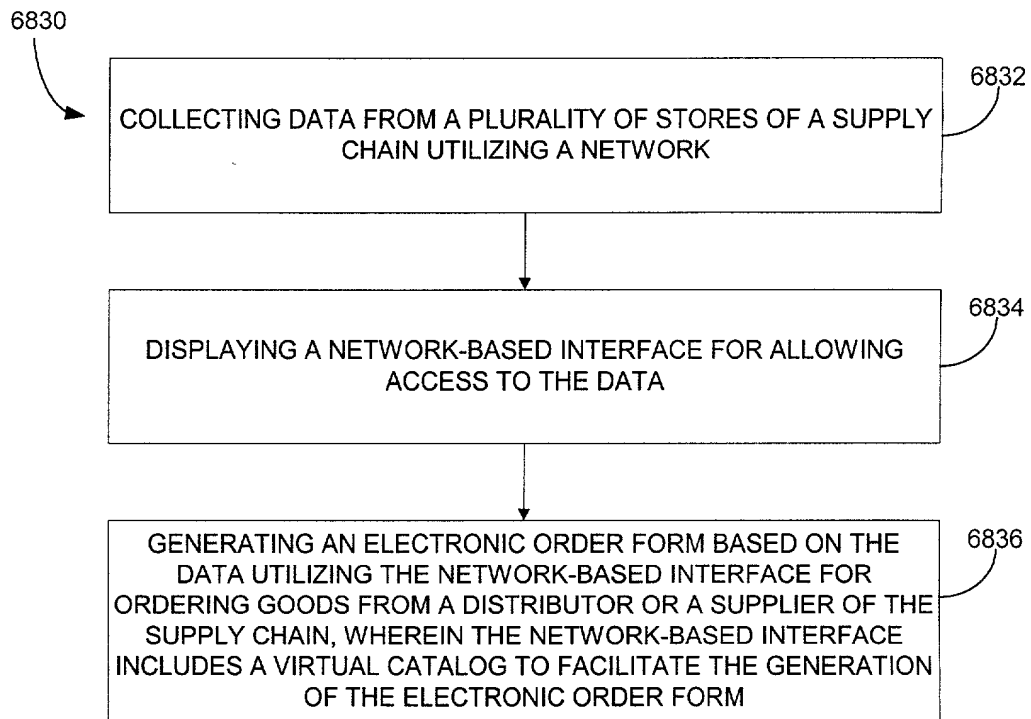 6830
6832
COLLECTING DATA FROM A PLURALITY OF STORES OF A SUPPLY
CHAIN UTILIZING A NETWORK
6834
DISPLAYING A NETWORK-BASED INTERFACE FOR ALLOWING
ACCESS TO THE DATA
6836
GENERATING AN ELECTRONIC ORDER FORM BASED ON THE
DATA UTILIZING THE NETWORK-BASED INTERFACE FOR
ORDERING GOODS FROM A DISTRIBUTOR OR A SUPPLIER OF THE
SUPPLY CHAIN, WHEREIN THE NETWORK-BASED INTERFACE
INCLUDES A VIRTUAL CATALOG TO FACILITATE THE GENERATION
OF THE ELECTRONIC ORDER FORM